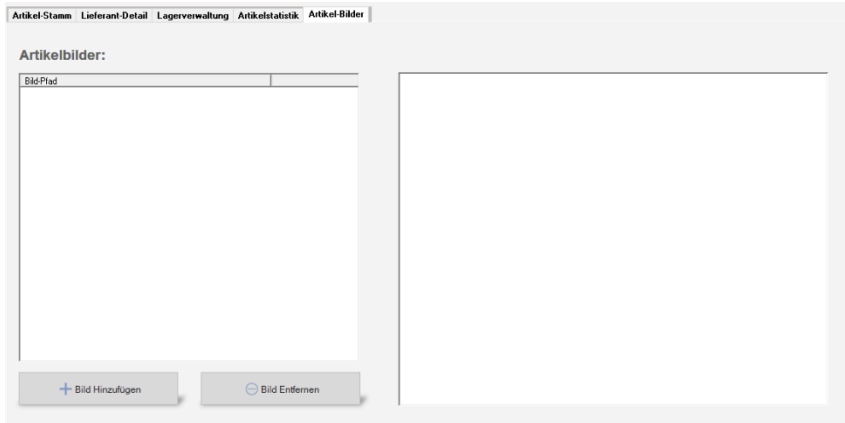 Artikel-Stamm Lieferant-Detail Lagerverwaltung Artikelstatistik Artikel-Bilder
Artikelbilder:
Bild-Pfad
Bild Hinzufügen Bild Entfernen